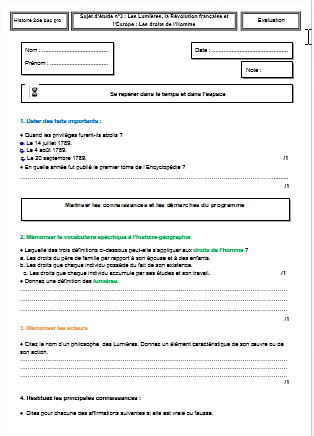 Histoire 2de bac pro
Sujet d'étude n°3 : Les Lumières, la Révolution française et
l'Europe : Les droits de l'Homme
Evaluation
Nom : ..............................
Prénom : ..............................
Date : ..............................
Note :
Se repérer dans le temps et dans l'espace
1. Dater des faits importants :
♦ Quand les privilèges furent-ils abolis ?
a. Le 14 juillet 1789.
b. Le 4 août 1789.
c. Le 20 septembre 1789. /1
♦ En quelle année fut publié le premier tome de l'Encyclopédie ?
/1
Maîtriser les connaissances et les démarches du programme
2. Mémoriser le vocabulaire spécifique à l'histoire-géographie
♦ Laquelle des trois définitions ci-dessous peut-elle s'appliquer aux droits de l'homme ?
a. Les droits du père de famille par rapport à son épouse et à des enfants.
b. Les droits que chaque individu possède du fait de son existence.
c. Les droits que chaque individu accumule par ses études et son travail. /1
♦ Donnez une définition des lumières.
/1
3. Mémoriser les acteurs
♦ Citez le nom d'un philosophe des Lumières. Donnez un élément caractéristique de son œuvre ou de
son action.
/1
4. Restituez les principales connaissances :
♦ Dites pour chacune des affirmations suivantes si elle est vraie ou fausse.